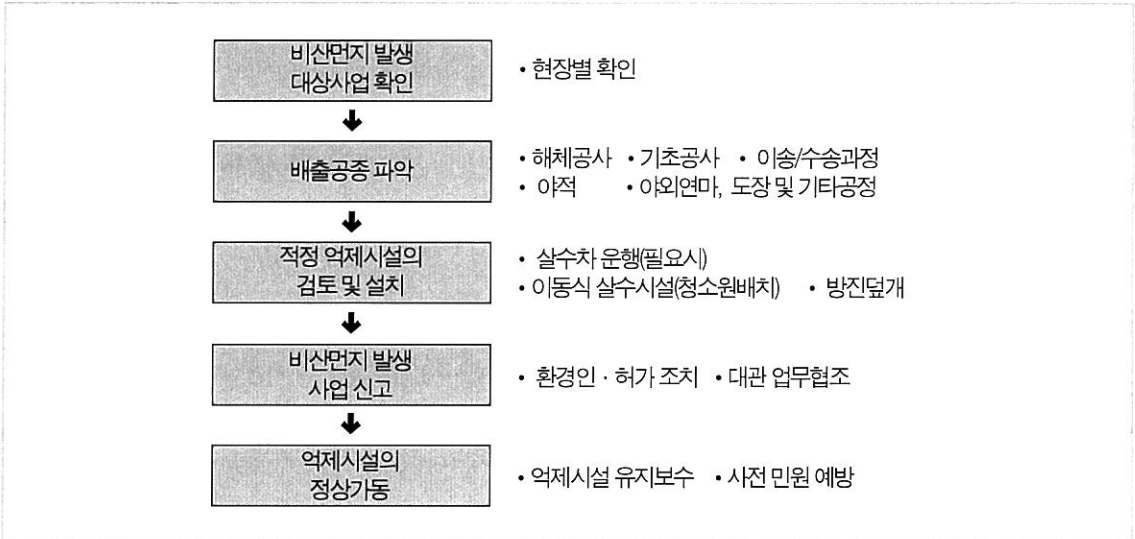 비산먼지 발생
대상사업 확인
• 현장별 확인
배출공종 파악
• 해체공사 • 기초공사 • 이송/수송과정
• 야적 • 야외연마, 도장 및 기타공정
적정 억제시설의
검토 및 설치
• 살수차 운행(필요시)
• 이동식 살수시설(청소원배치) • 방진덮개
비산먼지 발생
사업 신고
• 환경인 · 허가 조치 • 대관 업무협조
억제시설의
정상가동
• 억제시설 유지보수 • 사전 민원 예방